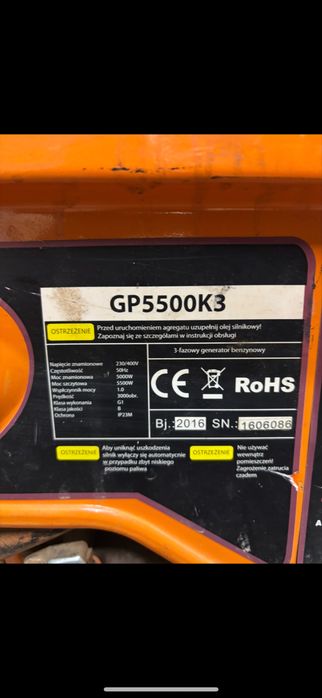 GP5500K3
OSTRZEŻENIE
Przed uruchomieniem agregatu uzupełnij olej silnikowy!
Zapoznaj się ze szczegółami w instrukcji obsługi
3-fazowy generator benzynowy
Napięcie znamionowe 230/400V
Częstotliwość 50Hz
Moc znamionowa 5000W
Moc szczytowa 5500W
Współczynnik mocy 1.0
Prędkość 3000obr.
Klasa wykonania G1
Klasa jakości B
Ochrona IP23M
CE RoHS
Bj.: 2016 SN.: 1606086
OSTRZEŻENIE
Aby uniknąć uszkodzenia
silnik wyłączy się automatycznie
w przypadku zbyt niskiego
poziomu paliwa
OSTRZEŻENIE
Nie używać
wewnątrz
pomieszczeń!
Zagrożenie zatrucia
czadem